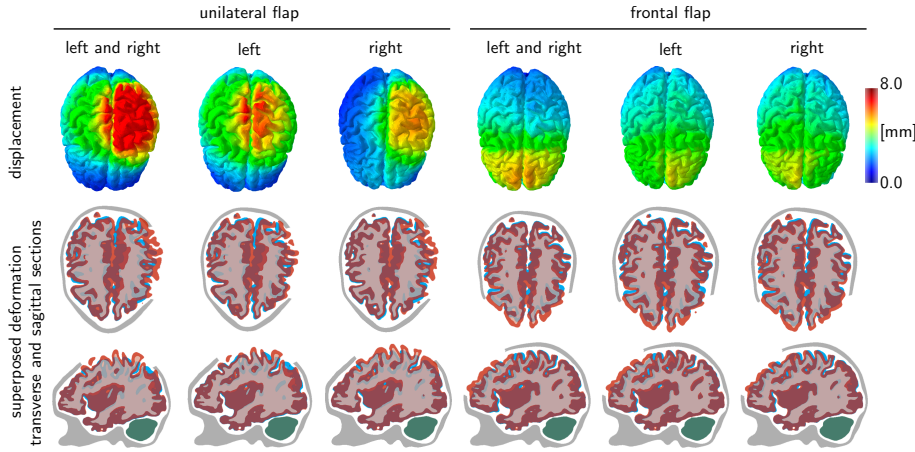 unilateral flap
frontal flap
left and right
left
right
left and right
left
right
displacement
8.0
[mm]
0.0
superposed deformation
transverse and sagittal sections